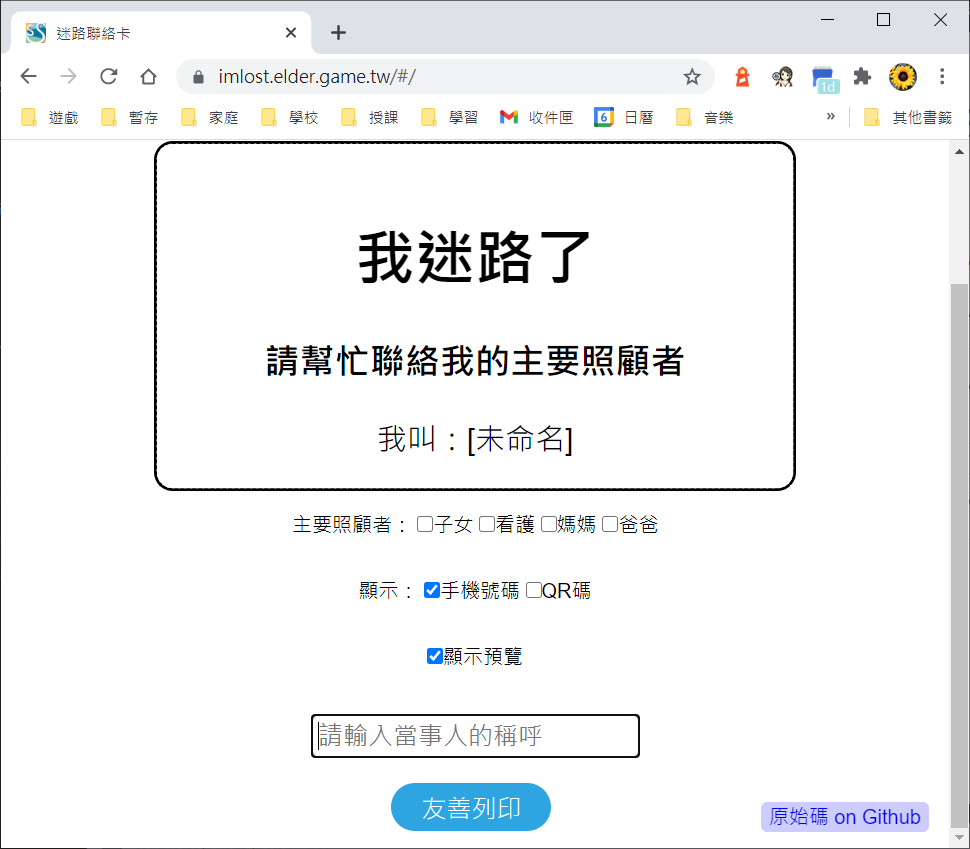 迷路聯絡卡
imlost.elder.game.tw/#/
1d
遊戲 暫存 家庭 學校 授課 學習 收件匣 6 日曆 音樂 » 其他書籤
我迷路了
請幫忙聯絡我的主要照顧者
我叫：[未命名]
主要照顧者： 子女 看護 媽媽 爸爸
顯示： 手機號碼 QR碼
顯示預覽
請輸入當事人的稱呼
友善列印
原始碼 on Github